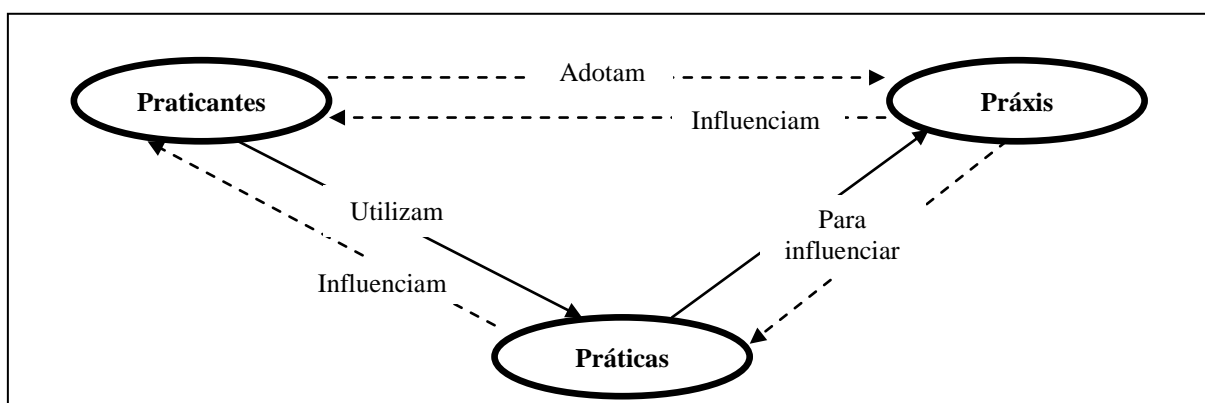 Adotam
Praticantes
Práxis
Influenciam
Utilizam
Para
influenciar
Influenciam
Práticas